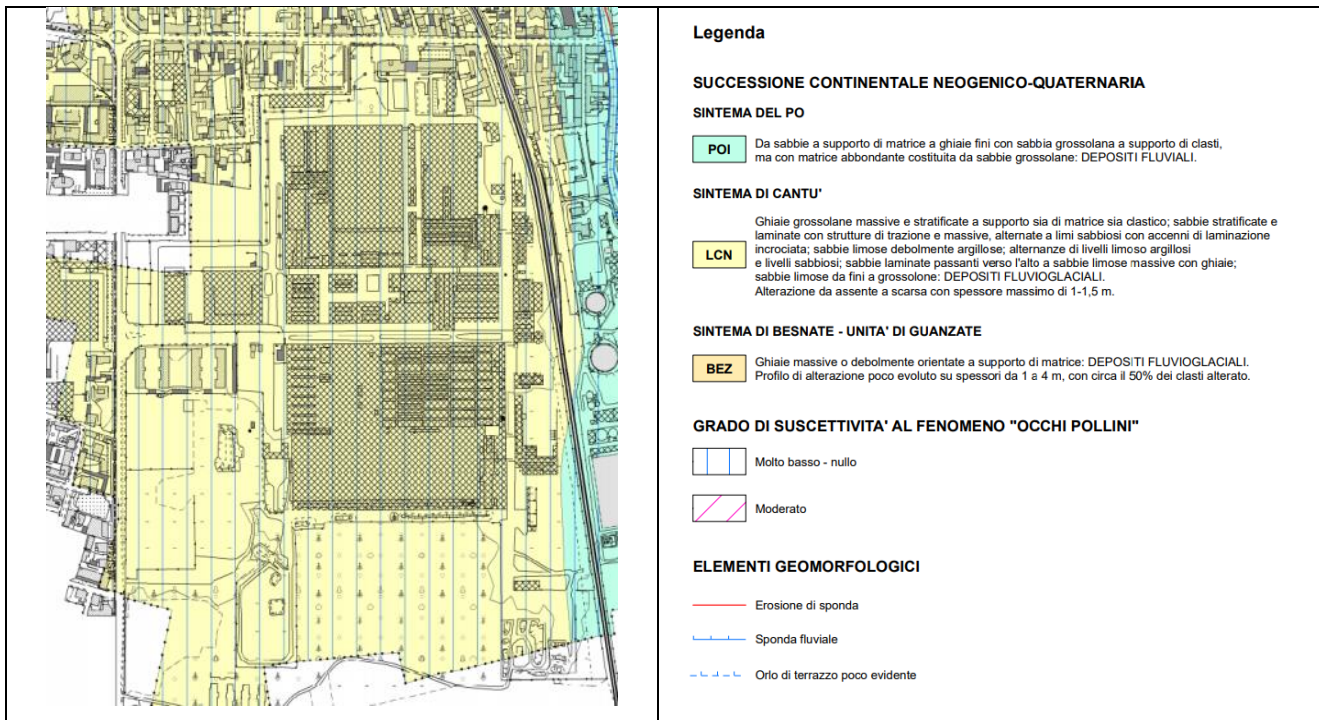 Legenda
SUCCESSIONE CONTINENTALE NEOGENICO-QUATERNARIA
SINTEMA DEL PO
POI
Da sabbie a supporto di matrice a ghiaie fini con sabbia grossolana a supporto di clasti,
ma con matrice abbondante costituita da sabbie grossolane: DEPOSITI FLUVIALI.
SINTEMA DI CANTU'
LCN
Ghiaie grossolane massive e stratificate a supporto sia di matrice sia clastico; sabbie stratificate e
laminate con strutture di trazione e massive, alternate a limi sabbiosi con accenni di laminazione
incrociata; sabbie limose debolmente argillose; alternanze di livelli limoso argillosi
e livelli sabbiosi; sabbie laminate passanti verso l'alto a sabbie limose massive con ghiaie;
sabbie limose da fini a grossolone: DEPOSITI FLUVIOGLACIALI.
Alterazione da assente a scarsa con spessore massimo di 1-1,5 m.
SINTEMA DI BESNATE - UNITA' DI GUANZATE
BEZ
Ghiaie massive o debolmente orientate a supporto di matrice: DEPOSITI FLUVIOGLACIALI.
Profilo di alterazione poco evoluto su spessori da 1 a 4 m, con circa il 50% dei clasti alterato.
GRADO DI SUSCETTIVITA' AL FENOMENO "OCCHI POLLINI"
Molto basso - nullo
Moderato
ELEMENTI GEOMORFOLOGICI
Erosione di sponda
Sponda fluviale
Orlo di terrazzo poco evidente